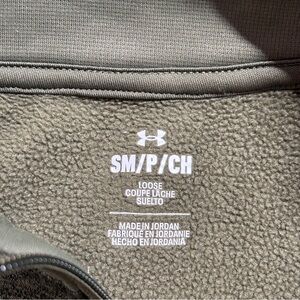 SM/P/CH
LOOSE
COUPE LÂCHE
SUELTO
MADE IN JORDAN
FABRIQUÉ EN JORDANIE
HECHO EN JORDANIA